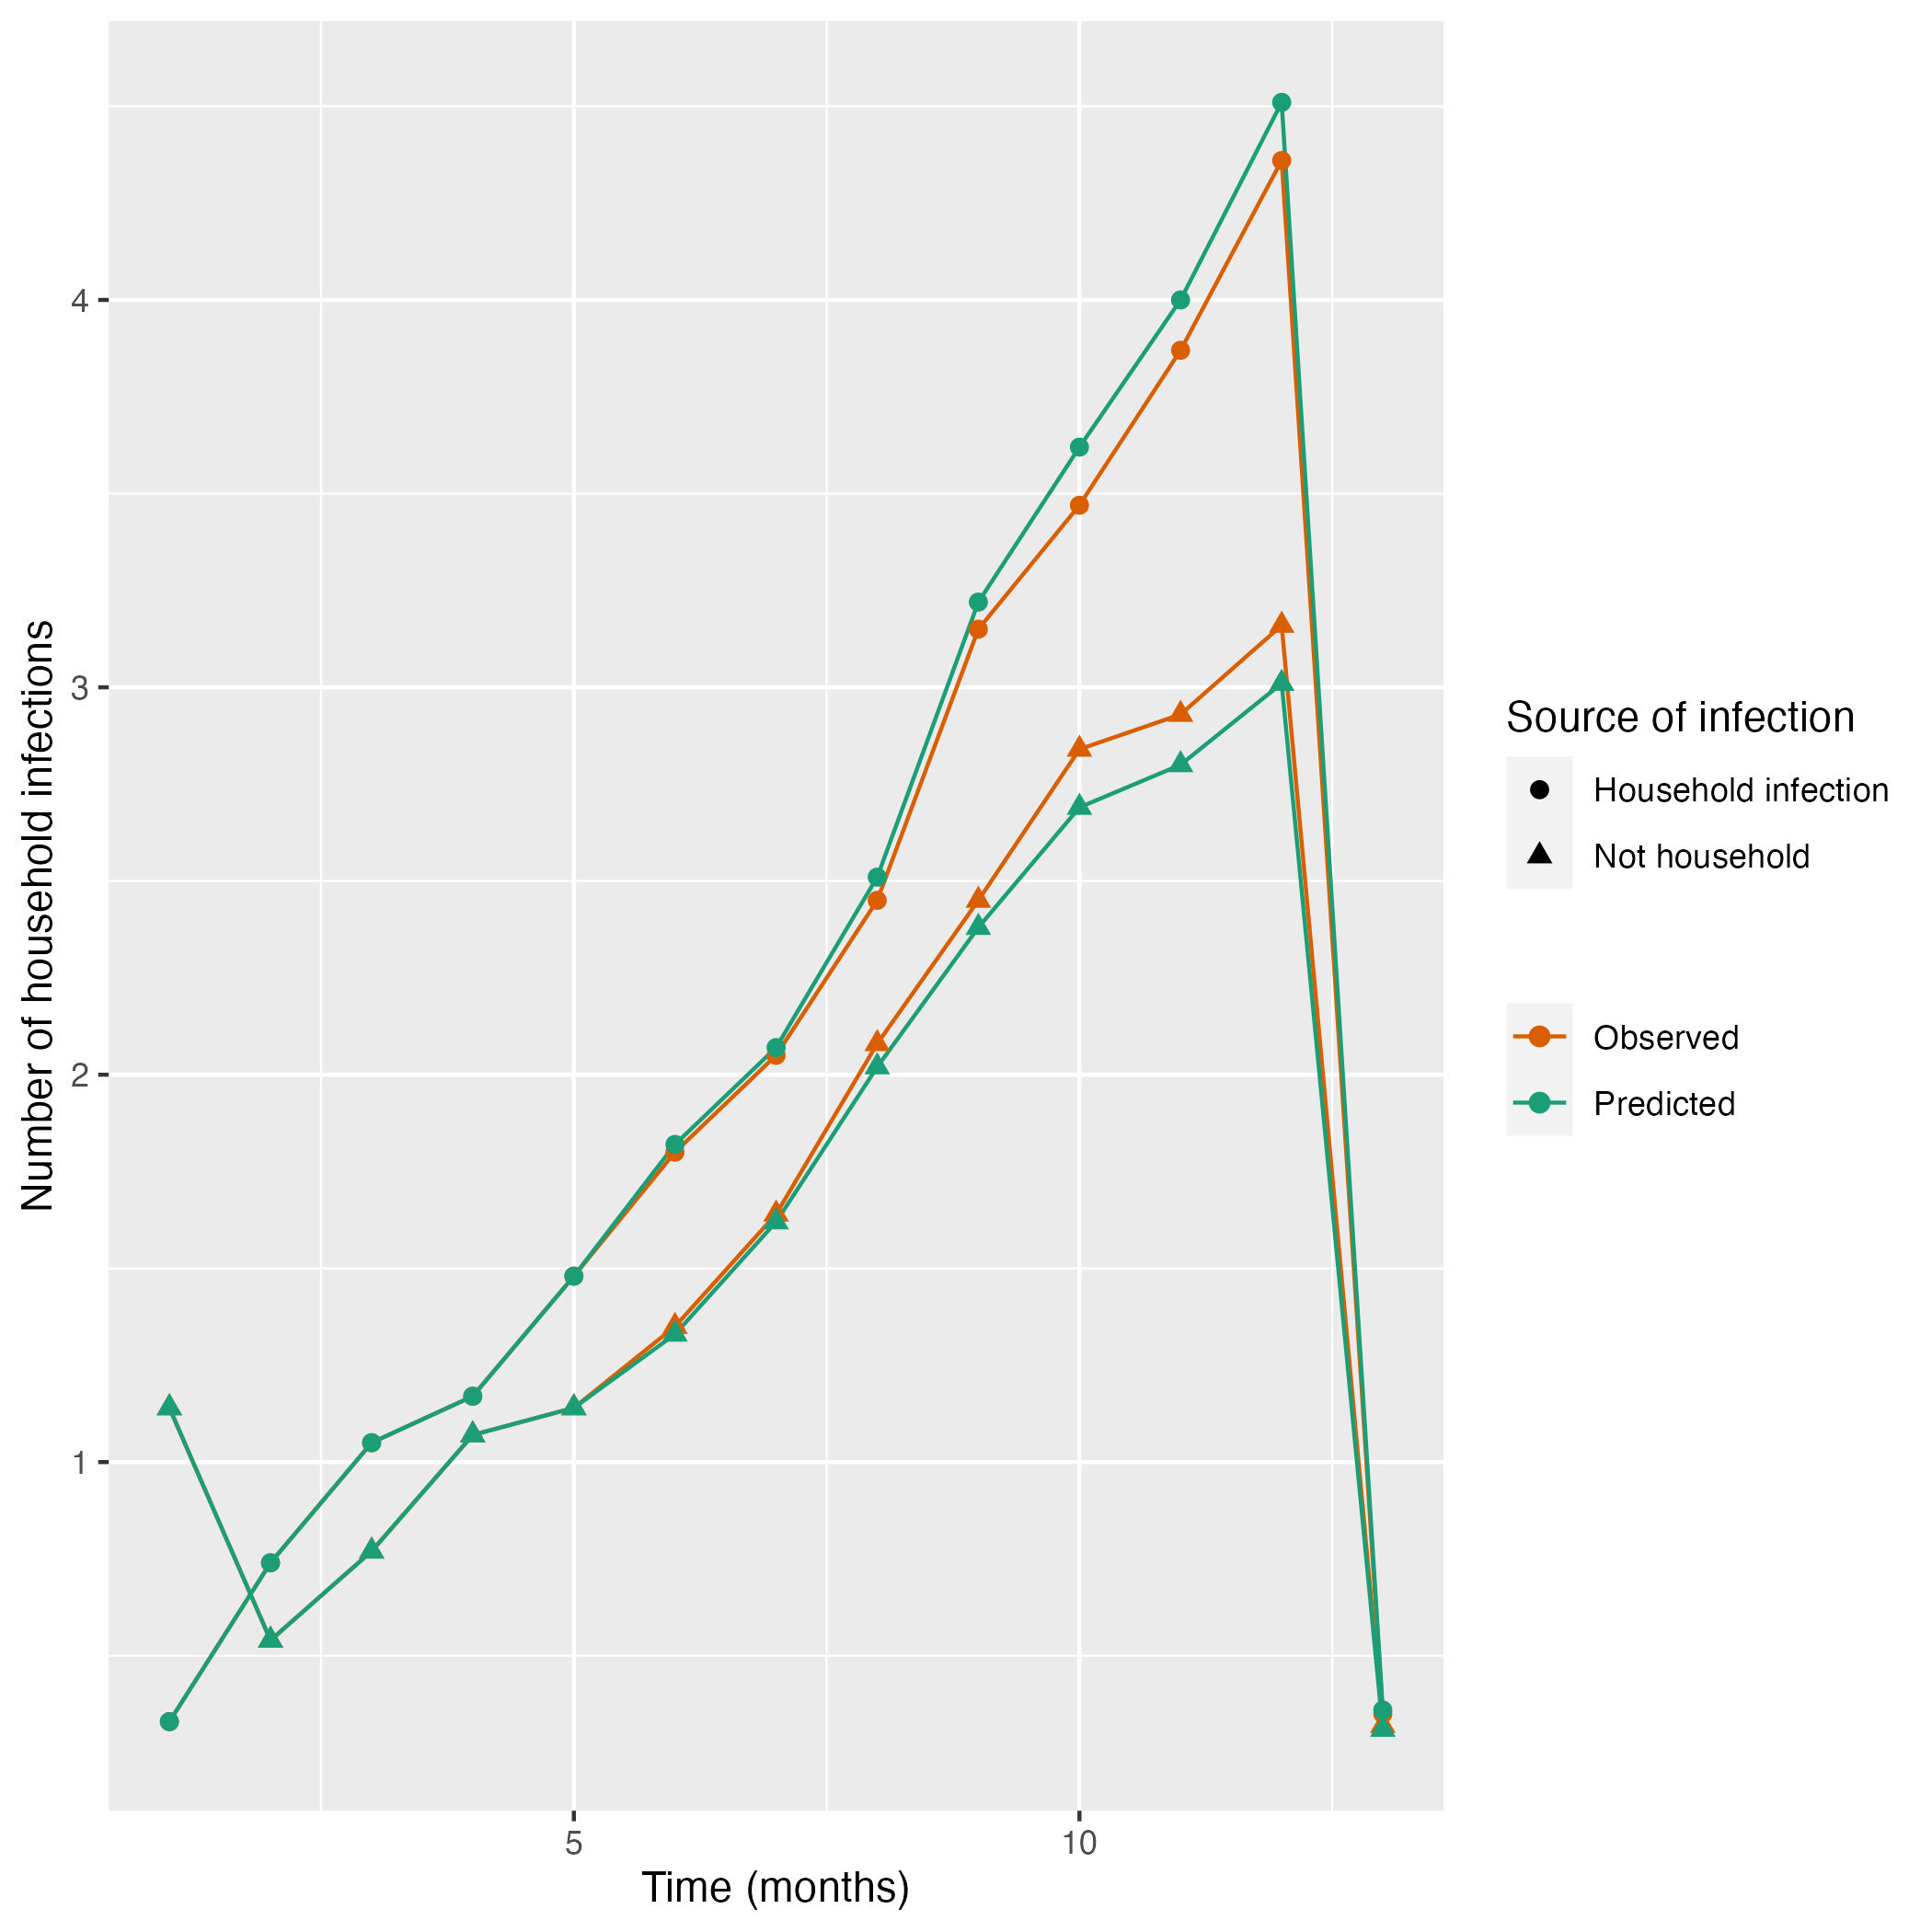 Number of household infections
4
3
2
1
5
10
Time (months)
Source of infection
Household infection
Not household
Observed
Predicted